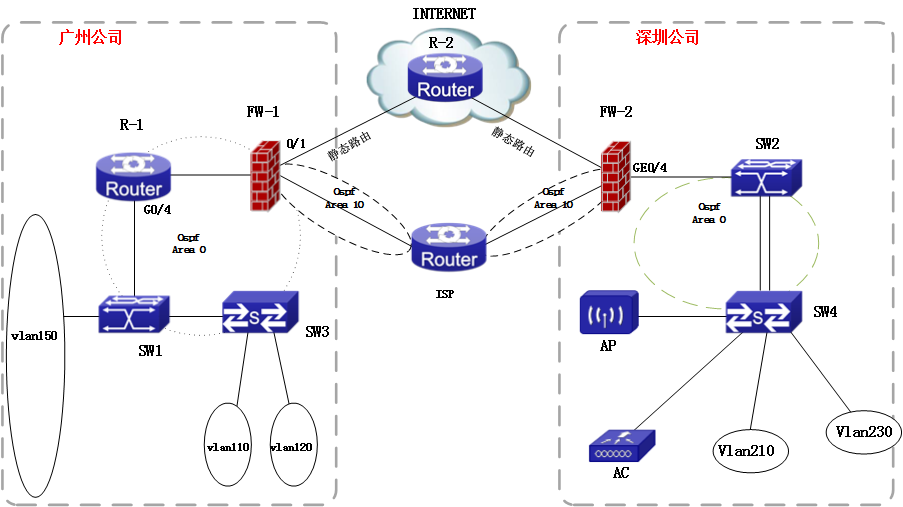 INTERNET
广州公司
R-2
深圳公司
Router
FW-1
FW-2
R-1
0/1
静态路由
静态路由
SW2
Router
GE0/4
G0/4
Ospf
Area 10
Ospf
Area 10
Ospf
Area 0
Ospf
Area 0
Router
ISP
S
SW3
S
SW4
vlan150
SW1
AP
vlan110
vlan120
Vlan210
Vlan230
AC